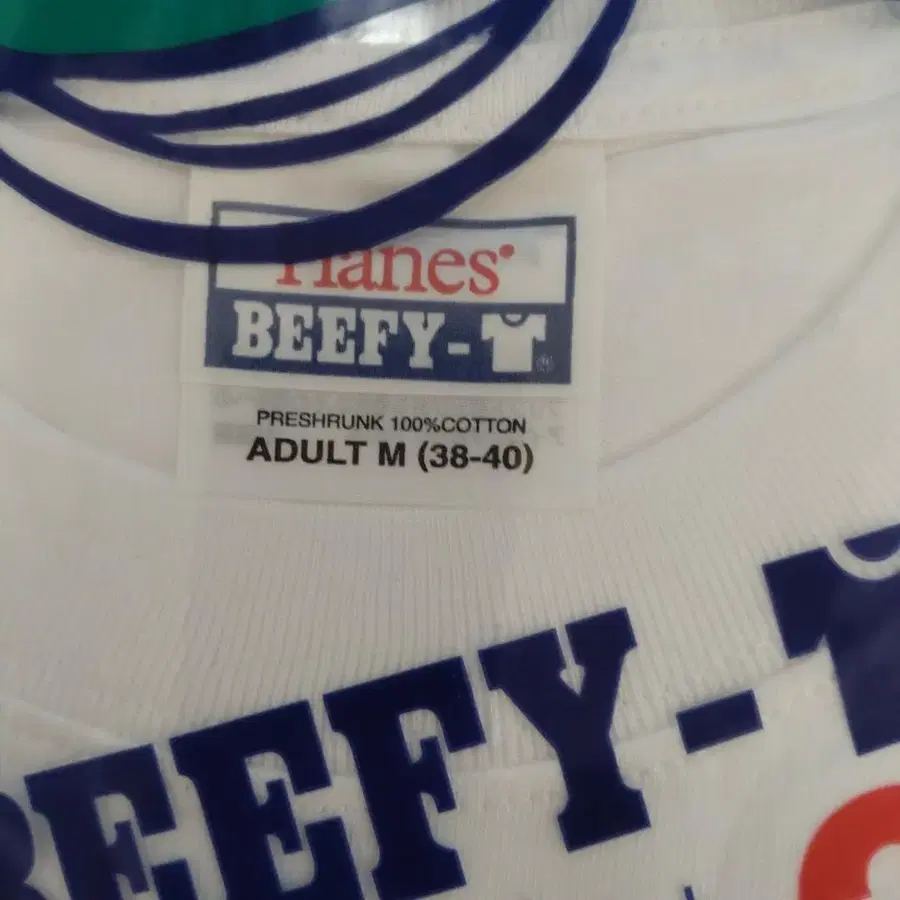 Hanes
BEEFY-T
®
PRESHRUNK 100%COTTON
ADULT M (38-40)
BEEFY-T